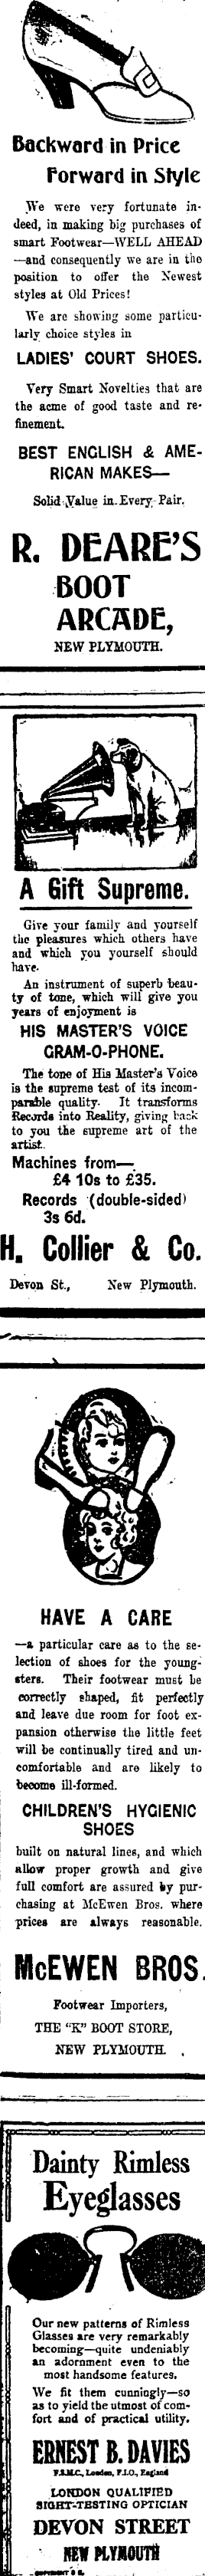 Backward in Price
Forward in Style
We were very fortunate in-
deed, in making big purchases of
smart Footwear—WELL AHEAD
—and consequently we are in the
position to offer the Newest
styles at Old Prices!
We are showing some particu-
larly choice styles in
LADIES' COURT SHOES.
Very Smart Novelties that are
the acme of good taste and re-
finement.
BEST ENGLISH & AME-
RICAN MAKES—
Solid Value in Every Pair.
R. DEARE'S
BOOT
ARCADE,
NEW PLYMOUTH.
A Gift Supreme.
Give your family and yourself
the pleasures which others have
and which you yourself should
have.
An instrument of superb beau-
ty of tone, which will give you
years of enjoyment is
HIS MASTER'S VOICE
GRAM-O-PHONE.
The tone of His Master's Voice
is the supreme test of its incom-
parable quality. It transforms
Records into Reality, giving back
to you the supreme art of the
artist.
Machines from—
£4 10s to £35.
Records (double-sided)
3s 6d.
H. Collier & Co.
Devon St., New Plymouth.
HAVE A CARE
—a particular care as to the se-
lection of shoes for the young-
sters. Their footwear must be
correctly shaped, fit perfectly
and leave due room for foot ex-
pansion otherwise the little feet
will be continually tired and un-
comfortable and are likely to
become ill-formed.
CHILDREN'S HYGIENIC
SHOES
built on natural lines, and which
allow proper growth and give
full comfort are assured by pur-
chasing at McEwen Bros. where
prices are always reasonable.
McEWEN BROS.
Footwear Importers,
THE "K" BOOT STORE,
NEW PLYMOUTH.
Dainty Rimless
Eyeglasses
Our new patterns of Rimless
Glasses are very remarkably
becoming—quite undeniably
an adornment even to the
most handsome features.
We fit them cunningly—so
as to yield the utmost of com-
fort and of practical utility.
ERNEST B. DAVIES
F.S.M.C., London, F.I.O., England
LONDON QUALIFIED
SIGHT-TESTING OPTICIAN
DEVON STREET
NEW PLYMOUTH